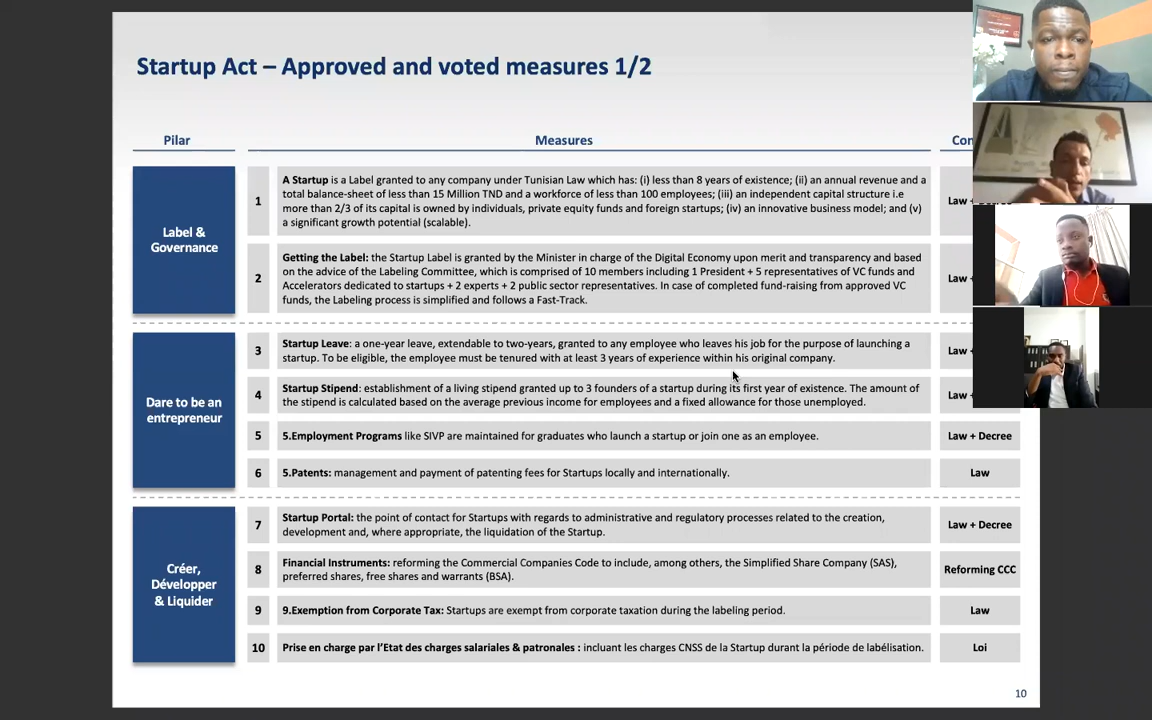 Startup Act – Approved and voted measures 1/2
Pilar
Measures
Label &
Governance
1
A Startup is a Label granted to any company under Tunisian Law which has: (i) less than 8 years of existence; (ii) an annual revenue and a
total balance-sheet of less than 15 Million TND and a workforce of less than 100 employees; (iii) an independent capital structure i.e
more than 2/3 of its capital is owned by individuals, private equity funds and foreign startups; (iv) an innovative business model; and (v)
a significant growth potential (scalable).
2
Getting the Label: the Startup Label is granted by the Minister in charge of the Digital Economy upon merit and transparency and based
on the advice of the Labeling Committee, which is comprised of 10 members including 1 President + 5 representatives of VC funds and
Accelerators dedicated to startups + 2 experts + 2 public sector representatives. In case of completed fund-raising from approved VC
funds, the Labeling process is simplified and follows a Fast-Track.
Dare to be an
entrepreneur
3
Startup Leave: a one-year leave, extendable to two-years, granted to any employee who leaves his job for the purpose of launching a
startup. To be eligible, the employee must be tenured with at least 3 years of experience within his original company.
4
Startup Stipend: establishment of a living stipend granted up to 3 founders of a startup during its first year of existence. The amount of
the stipend is calculated based on the average previous income for employees and a fixed allowance for those unemployed.
5
5.Employment Programs like SIVP are maintained for graduates who launch a startup or join one as an employee.
Law + Decree
6
5.Patents: management and payment of patenting fees for Startups locally and internationally.
Law
Créer,
Développer
& Liquider
7
Startup Portal: the point of contact for Startups with regards to administrative and regulatory processes related to the creation,
development and, where appropriate, the liquidation of the Startup.
Law + Decree
8
Financial Instruments: reforming the Commercial Companies Code to include, among others, the Simplified Share Company (SAS),
preferred shares, free shares and warrants (BSA).
Reforming CCC
9
9.Exemption from Corporate Tax: Startups are exempt from corporate taxation during the labeling period.
Law
10
Prise en charge par l'Etat des charges salariales & patronales : incluant les charges CNSS de la Startup durant la période de labélisation.
Loi
10